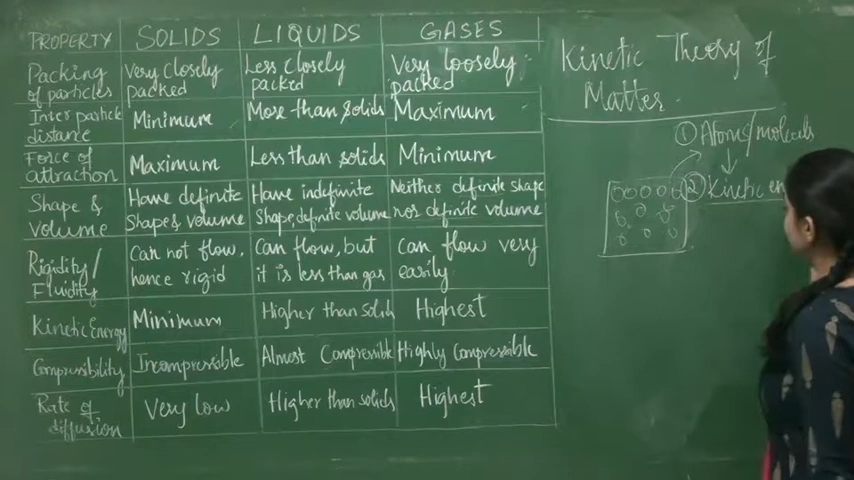 PROPERTY SOLIDS LIQUIDS GASES
Packing of particles Very Closely packed Less Closely packed Very loosely packed
Inter particle distance Minimum More than solids Maximum
Force of attraction Maximum Less than solids Minimum
Shape & Volume Have definite Shape & volume Have indefinite Shape, definite volume Neither definite shape nor definite volume
Rigidity/ Fluidity Can not flow, hence rigid Can flow, but it is less than gas Can flow very easily
Kinetic Energy Minimum Higher than solids Highest
Compressibility Incompressible Almost Compressible Highly Compressible
Rate of diffusion Very low Higher than solids Highest
Kinetic Theory of
Matter.
① Atoms/molecules
② Kinetic en